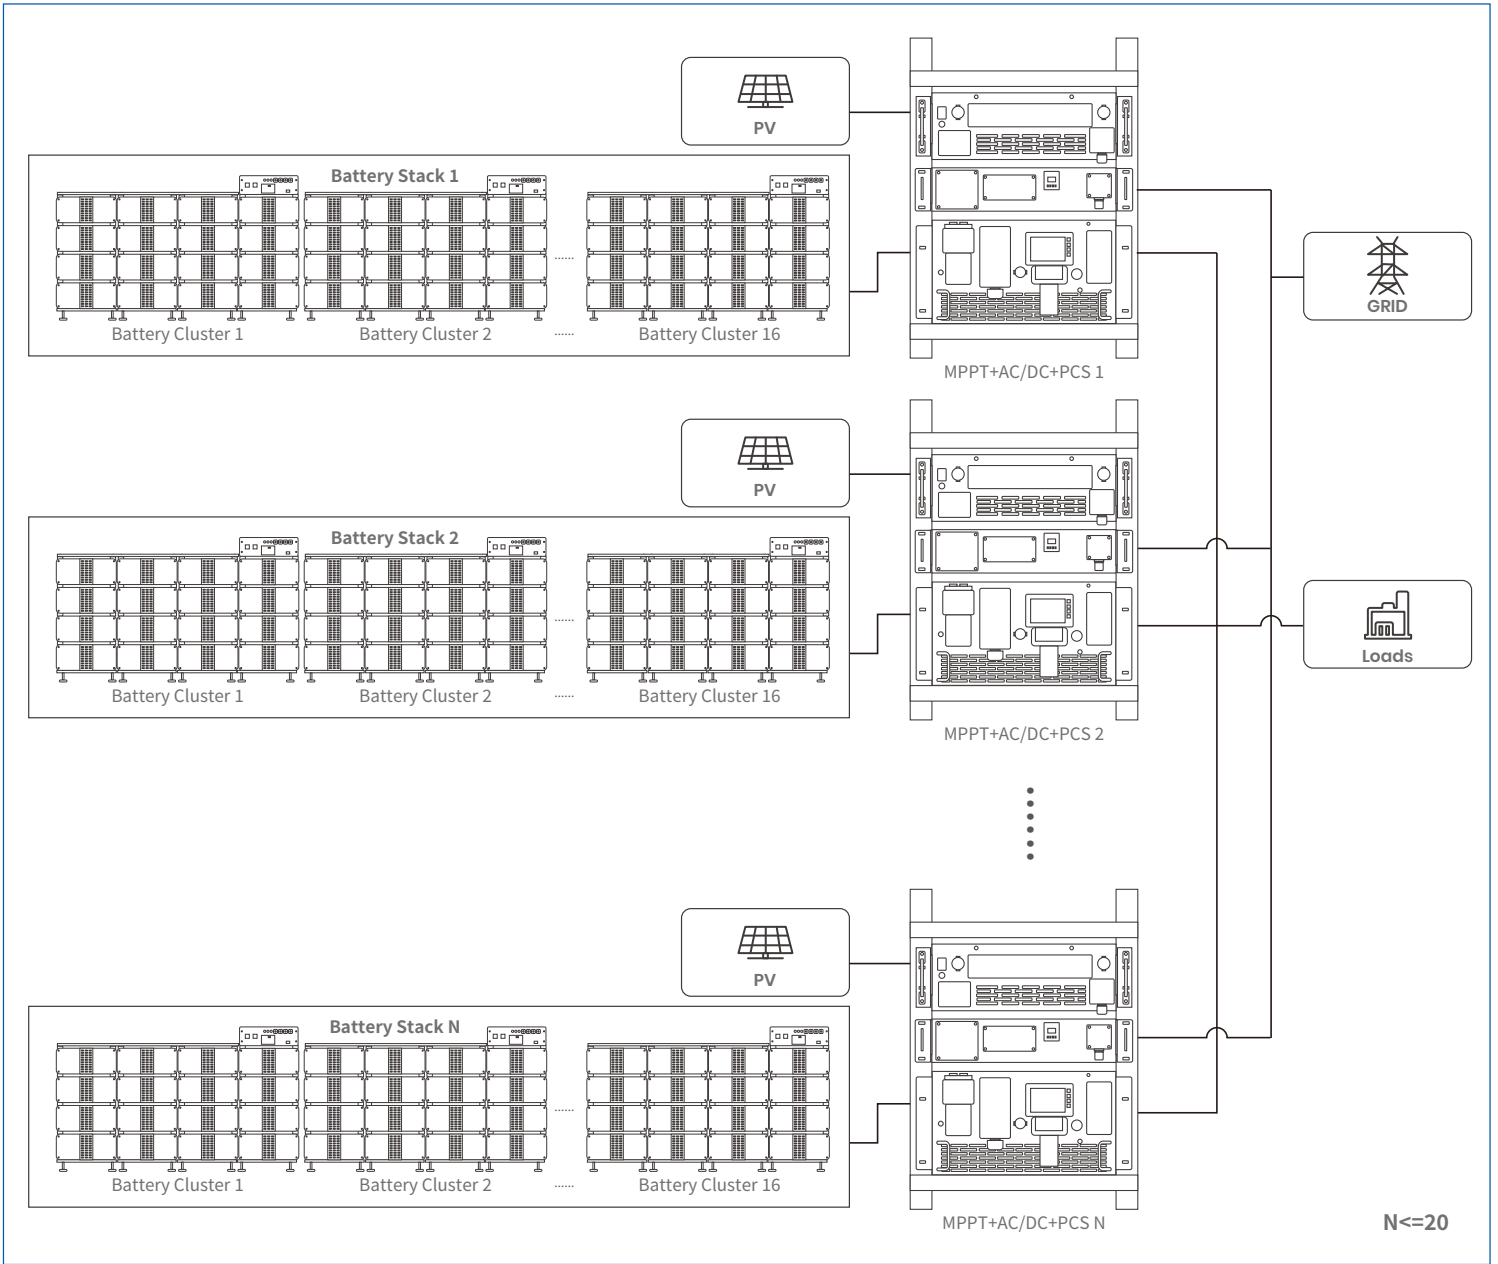 PV
Battery Stack 1
Battery Cluster 1
Battery Cluster 2
......
......
Battery Cluster 16
MPPT+AC/DC+PCS 1
GRID
PV
Battery Stack 2
Battery Cluster 1
Battery Cluster 2
......
......
Battery Cluster 16
MPPT+AC/DC+PCS 2
Loads
PV
Battery Stack N
Battery Cluster 1
Battery Cluster 2
......
......
Battery Cluster 16
MPPT+AC/DC+PCS N
N<=20